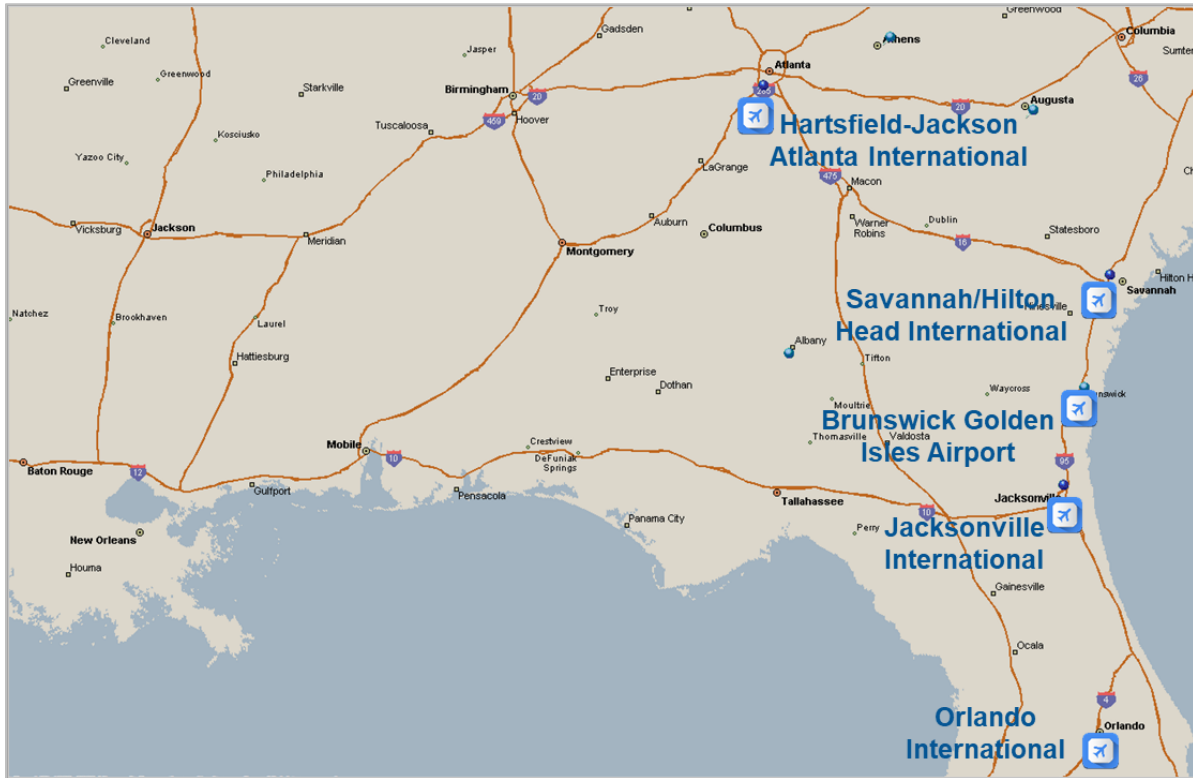 Cleveland
Greenville
Greenwood
Starkville
Kosciusko
Yazoo City
Philadelphia
Vicksburg
Jackson
Meridian
Natchez
Brookhaven
Laurel
Hattiesburg
Baton Rouge
12
New Orleans
Houma
Gulfport
Mobile
10
Pensacola
Crestview
DeFuniak
Springs
Panama City
Jasper
Gadsden
Birmingham
20
459
Hoover
Tuscaloosa
Montgomery
Auburn
LaGrange
Columbus
Troy
Enterprise
Dothan
Atlanta
285
Athens
Greenwood
Columbia
26
20
Augusta
Hartsfield-Jackson
Atlanta International
475
Macon
Warner
Robins
Dublin
16
Statesboro
Savannah
Hilton H
Savannah/Hilton
Head International
Albany
Tifton
Waycross
Moultrie
Thomasville
Valdosta
Brunswick Golden
Isles Airport
95
Tallahassee
10
Perry
Jacksonville
International
Gainesville
Ocala
4
Orlando
Orlando
International